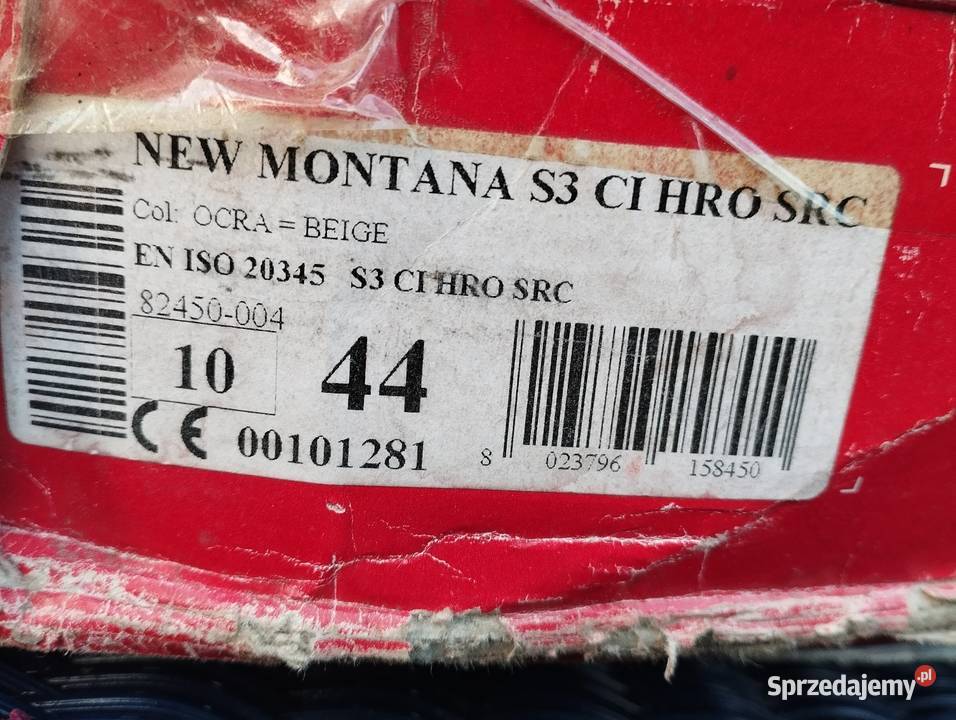 NEW MONTANA S3 CI HRO SRC
Col: OCRA = BEIGE
EN ISO 20345 S3 CI HRO SRC
82450-004
10 44
CE 00101281
8 023796 158450
Sprzedajemy.pl